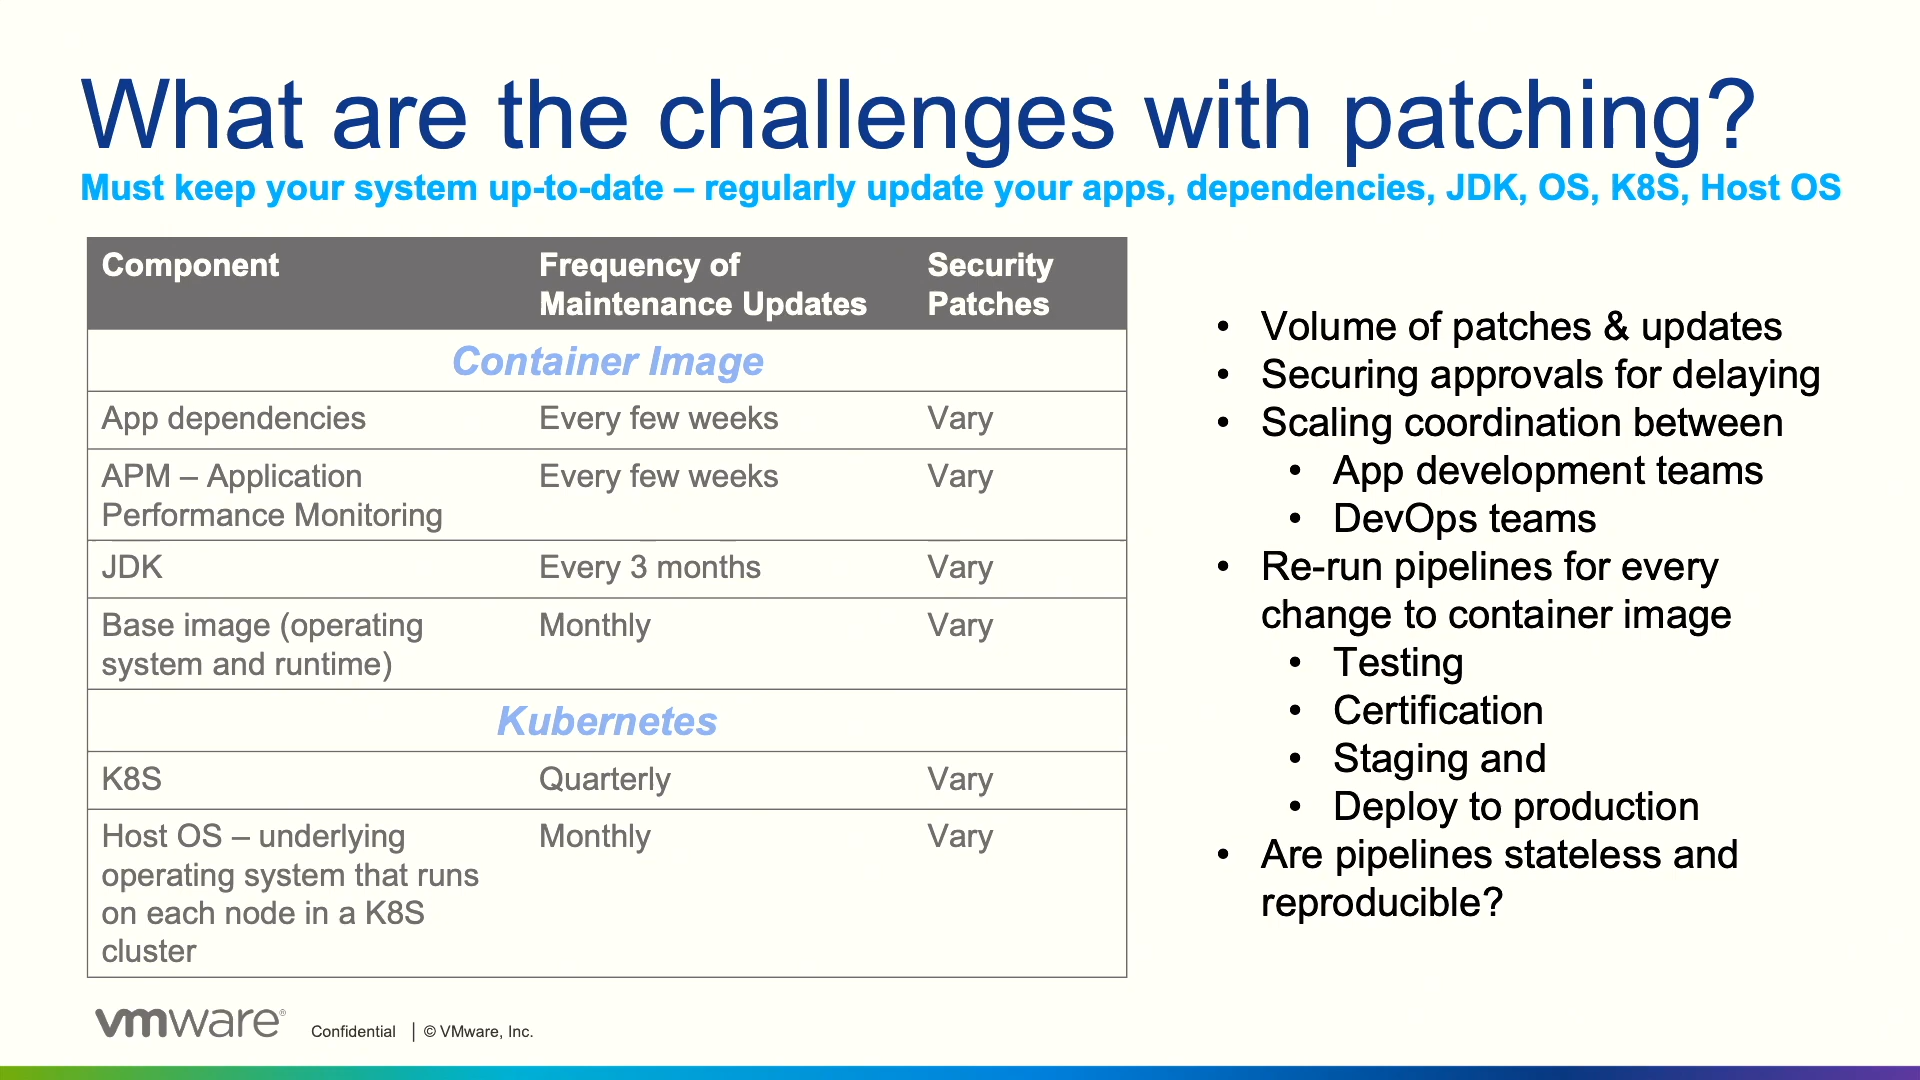 What are the challenges with patching?
Must keep your system up-to-date – regularly update your apps, dependencies, JDK, OS, K8S, Host OS
Component
Frequency of
Maintenance Updates
Security
Patches
Container Image
App dependencies
Every few weeks
Vary
APM – Application
Performance Monitoring
Every few weeks
Vary
JDK
Every 3 months
Vary
Base image (operating
system and runtime)
Monthly
Vary
Kubernetes
K8S
Quarterly
Vary
Host OS – underlying
operating system that runs
on each node in a K8S
cluster
Monthly
Vary
• Volume of patches & updates
• Securing approvals for delaying
• Scaling coordination between
• App development teams
• DevOps teams
• Re-run pipelines for every
change to container image
• Testing
• Certification
• Staging and
• Deploy to production
• Are pipelines stateless and
reproducible?
vmware®
Confidential | © VMware, Inc.